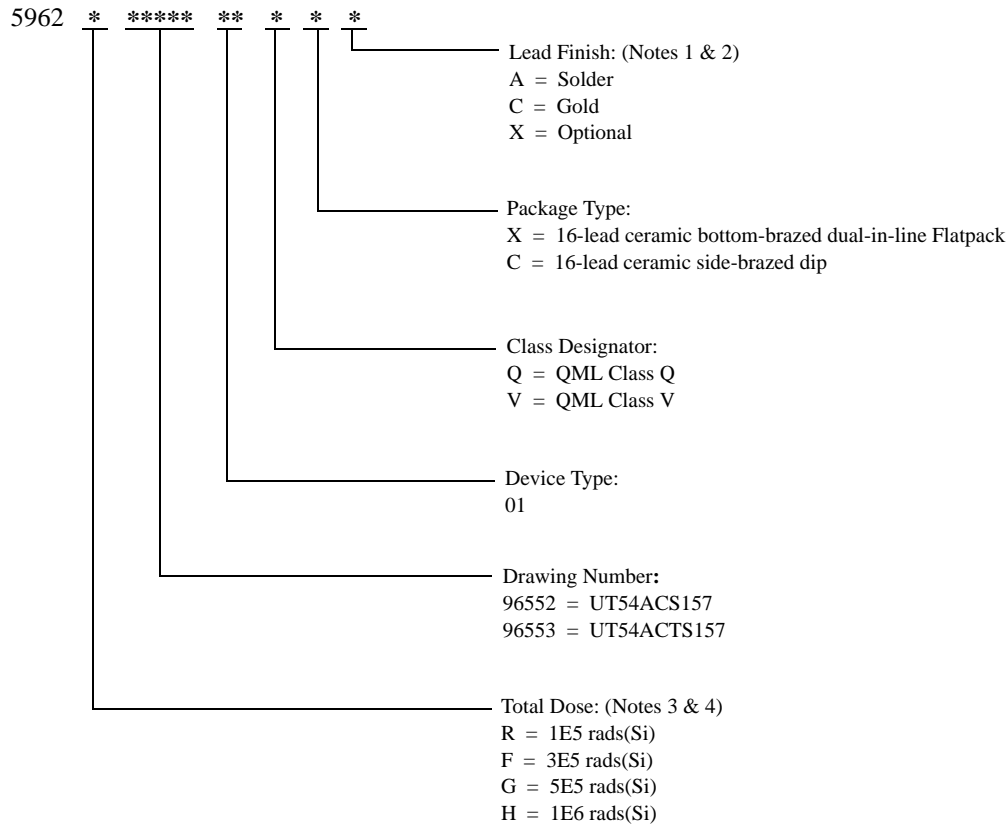 5962 * ***** ** * * *
Lead Finish: (Notes 1 & 2)
A = Solder
C = Gold
X = Optional
Package Type:
X = 16-lead ceramic bottom-brazed dual-in-line Flatpack
C = 16-lead ceramic side-brazed dip
Class Designator:
Q = QML Class Q
V = QML Class V
Device Type:
01
Drawing Number:
96552 = UT54ACS157
96553 = UT54ACTS157
Total Dose: (Notes 3 & 4)
R = 1E5 rads(Si)
F = 3E5 rads(Si)
G = 5E5 rads(Si)
H = 1E6 rads(Si)